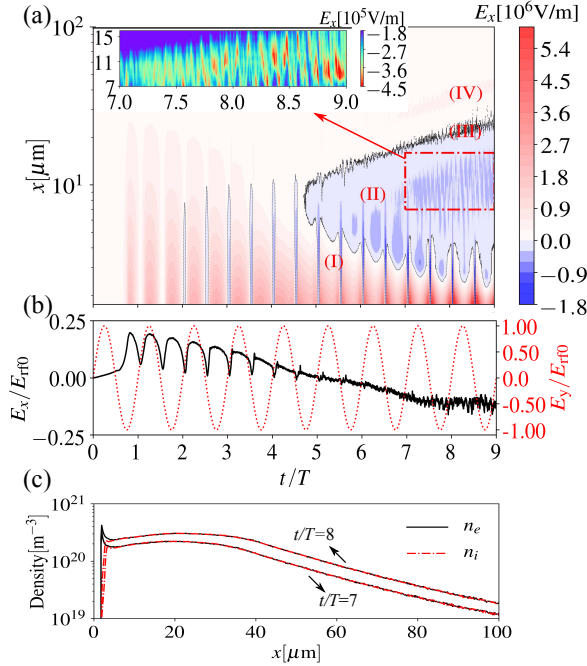 (a)
10²
x[µm]
10¹
E_x[10⁵V/m]
15
11
7
7.0 7.5 8.0 8.5 9.0
−1.8
−2.7
−3.6
−4.5
(I)
(II)
(IV)
E_x[10⁶V/m]
5.4
4.5
3.6
2.7
1.8
0.9
0.0
−0.9
−1.8
(b)
0.25
0.00
−0.25
E_x/E_rf0
1.00
0.50
0.00
−0.50
−1.00
E_y/E_rf0
0 1 2 3 4 5 6 7 8 9
t/T
(c)
10²¹
10²⁰
10¹⁹
Density[m⁻³]
t/T=8
t/T=7
n_e
n_i
0 20 40 60 80 100
x[µm]